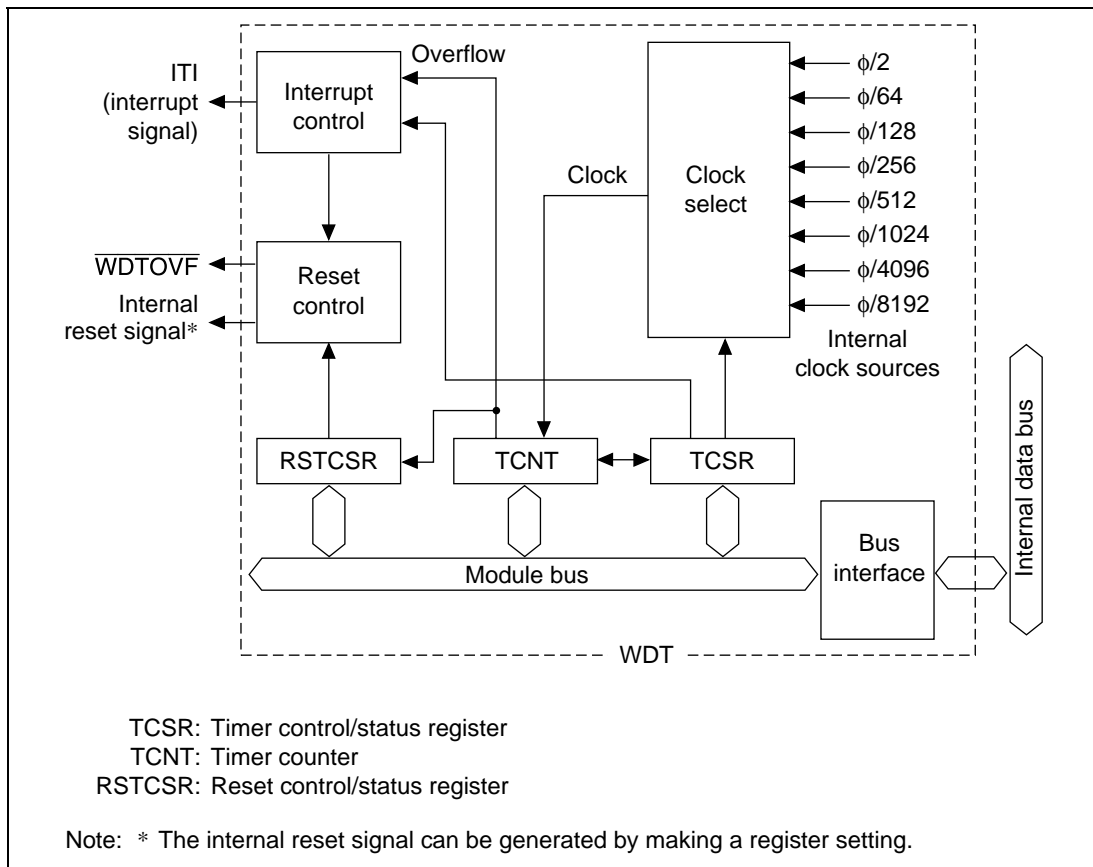 Overflow
ITI
(interrupt
signal)
Interrupt
control
WDTOVF
Internal
reset signal*
Reset
control
Clock
Clock
select
ϕ/2
ϕ/64
ϕ/128
ϕ/256
ϕ/512
ϕ/1024
ϕ/4096
ϕ/8192
Internal
clock sources
RSTCSR
TCNT
TCSR
Module bus
Bus
interface
Internal data bus
WDT
TCSR: Timer control/status register
TCNT: Timer counter
RSTCSR: Reset control/status register
Note: * The internal reset signal can be generated by making a register setting.